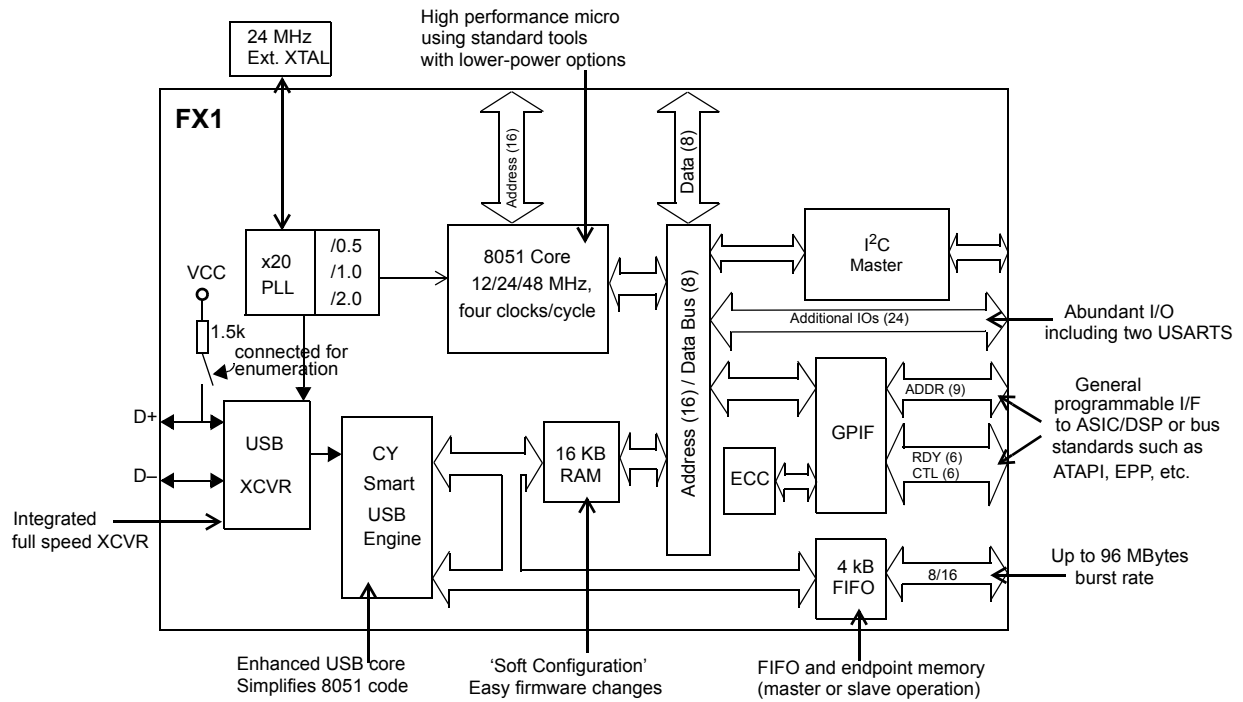 24 MHz
Ext. XTAL
High performance micro
using standard tools
with lower-power options
FX1
Address (16)
Data (8)
x20
PLL
/0.5
/1.0
/2.0
VCC
1.5k
connected for
enumeration
8051 Core
12/24/48 MHz,
four clocks/cycle
Address (16) / Data Bus (8)
I²C
Master
Additional IOs (24)
Abundant I/O
including two USARTS
D+
D–
USB
XCVR
Integrated
full speed XCVR
CY
Smart
USB
Engine
16 KB
RAM
ECC
GPIF
ADDR (9)
RDY (6)
CTL (6)
General
programmable I/F
to ASIC/DSP or bus
standards such as
ATAPI, EPP, etc.
4 kB
FIFO
8/16
Up to 96 MBytes
burst rate
Enhanced USB core
Simplifies 8051 code
‘Soft Configuration’
Easy firmware changes
FIFO and endpoint memory
(master or slave operation)